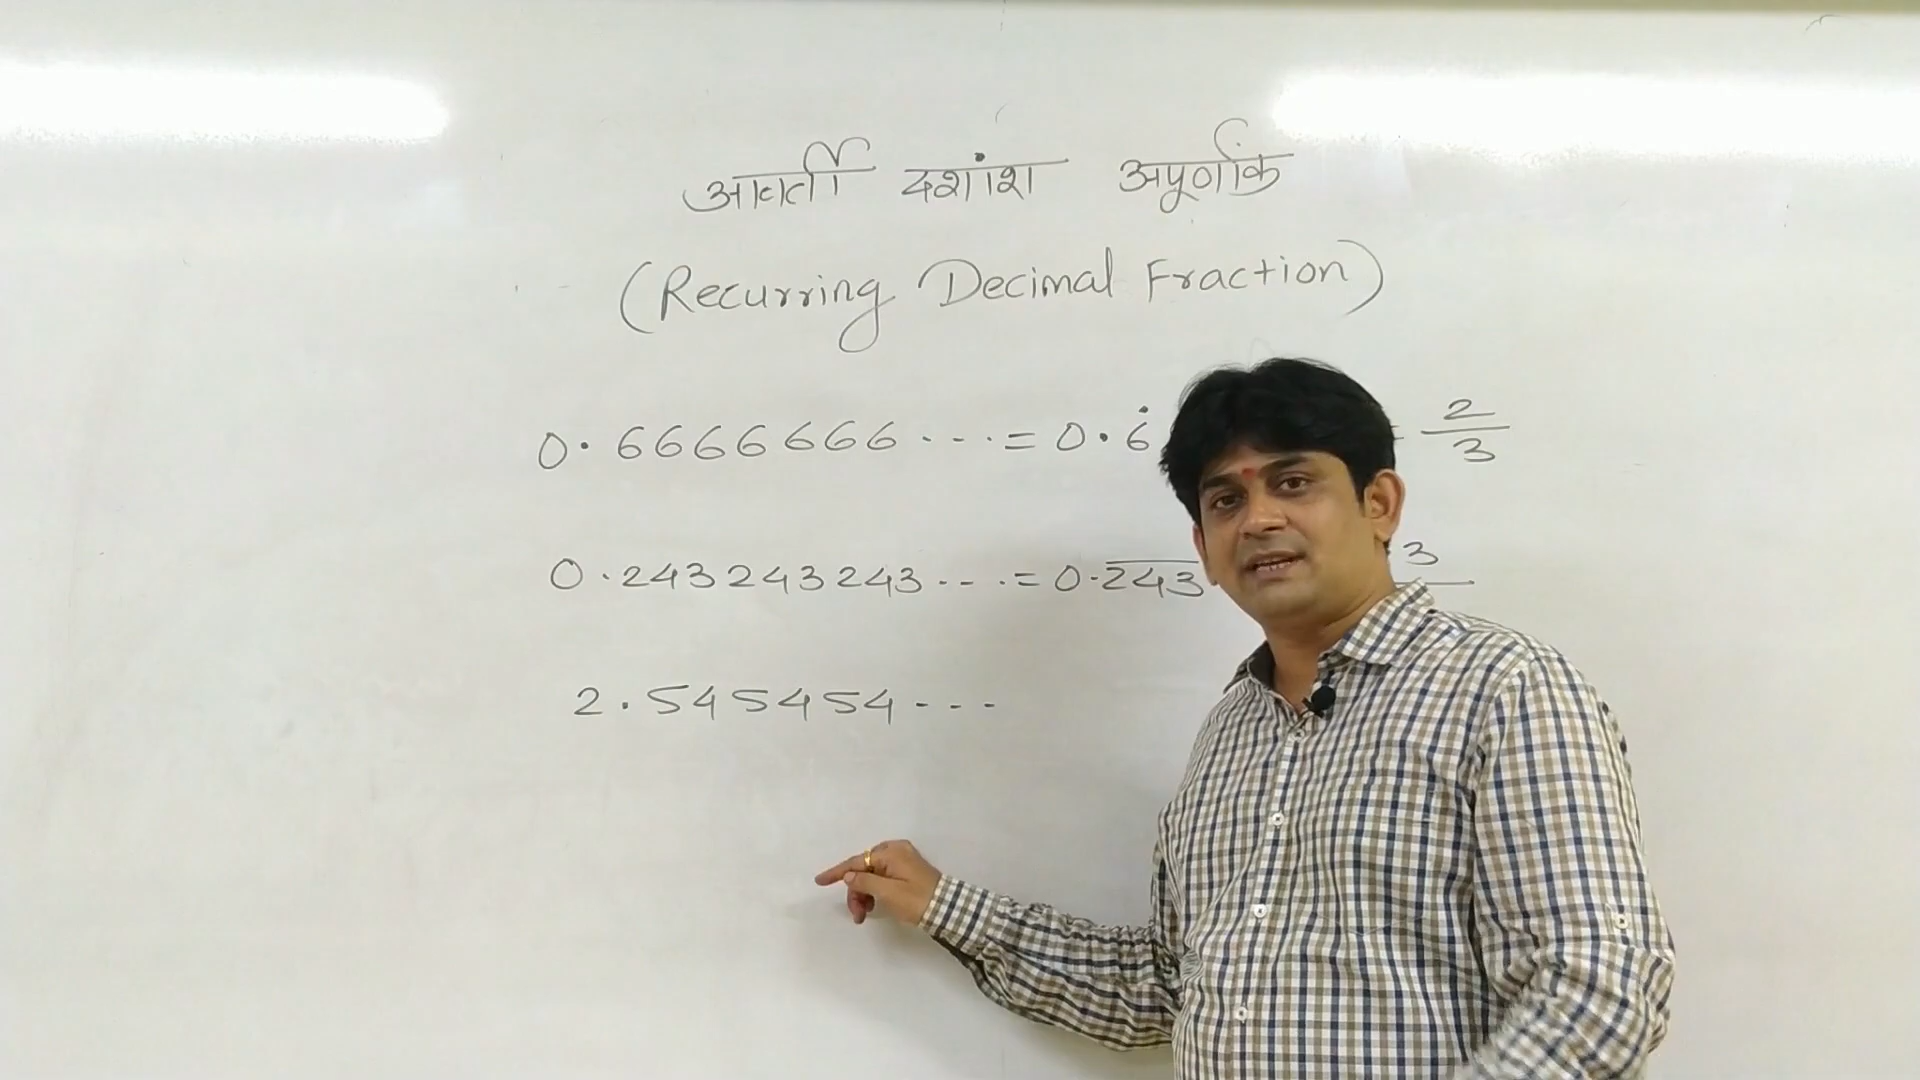 आवर्ती दशांश अपूर्णांक
(Recurring Decimal Fraction)
0.6666666...=0.6̇ 2/3
0.243243243....=0.2̅4̅3̅ 3
2.545454...